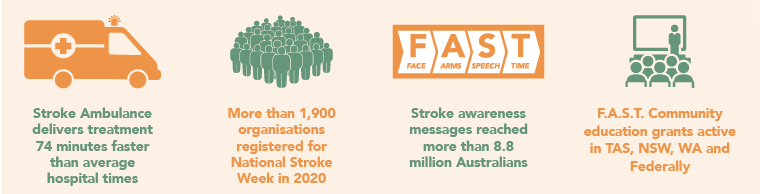 F A S T
FACE ARMS SPEECH TIME
Stroke Ambulance
delivers treatment
74 minutes faster
than average
hospital times
More than 1,900
organisations
registered for
National Stroke
Week in 2020
Stroke awareness
messages reached
more than 8.8
million Australians
F.A.S.T. Community
education grants active
in TAS, NSW, WA and
Federally